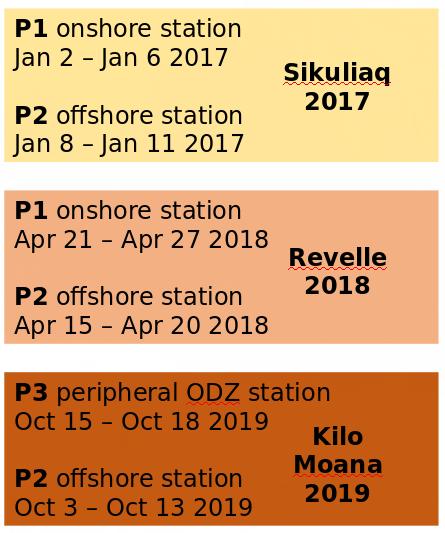 P1 onshore station
Jan 2 – Jan 6 2017
P2 offshore station
Jan 8 – Jan 11 2017
Sikuliaq
2017
P1 onshore station
Apr 21 – Apr 27 2018
P2 offshore station
Apr 15 – Apr 20 2018
Revelle
2018
P3 peripheral ODZ station
Oct 15 – Oct 18 2019
P2 offshore station
Oct 3 – Oct 13 2019
Kilo
Moana
2019